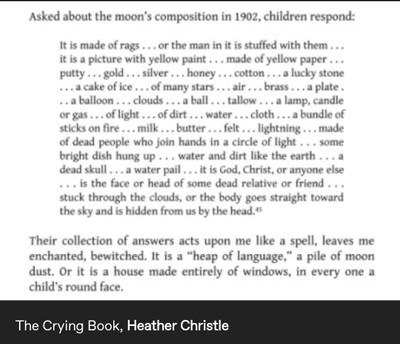 Asked about the moon's composition in 1902, children respond:
It is made of rags . . . or the man in it is stuffed with them . . .
it is a picture with yellow paint . . . made of yellow paper . . .
putty . . . gold . . . silver . . . honey . . . cotton . . . a lucky stone
. . . a cake of ice . . . of many stars . . . air . . . brass . . . a plate .
. . a balloon . . . clouds . . . a ball . . . tallow . . . a lamp, candle
or gas . . . of light . . . of dirt . . . water . . . cloth . . . a bundle of
sticks on fire . . . milk . . . butter . . . felt . . . lightning . . . made
of dead people who join hands in a circle of light . . . some
bright dish hung up . . . water and dirt like the earth . . . a
dead skull . . . a water pail . . . it is God, Christ, or anyone else
. . . is the face or head of some dead relative or friend . . .
stuck through the clouds, or the body goes straight toward
the sky and is hidden from us by the head.⁴⁵
Their collection of answers acts upon me like a spell, leaves me
enchanted, bewitched. It is a “heap of language,” a pile of moon
dust. Or it is a house made entirely of windows, in every one a
child's round face.
The Crying Book, Heather Christle